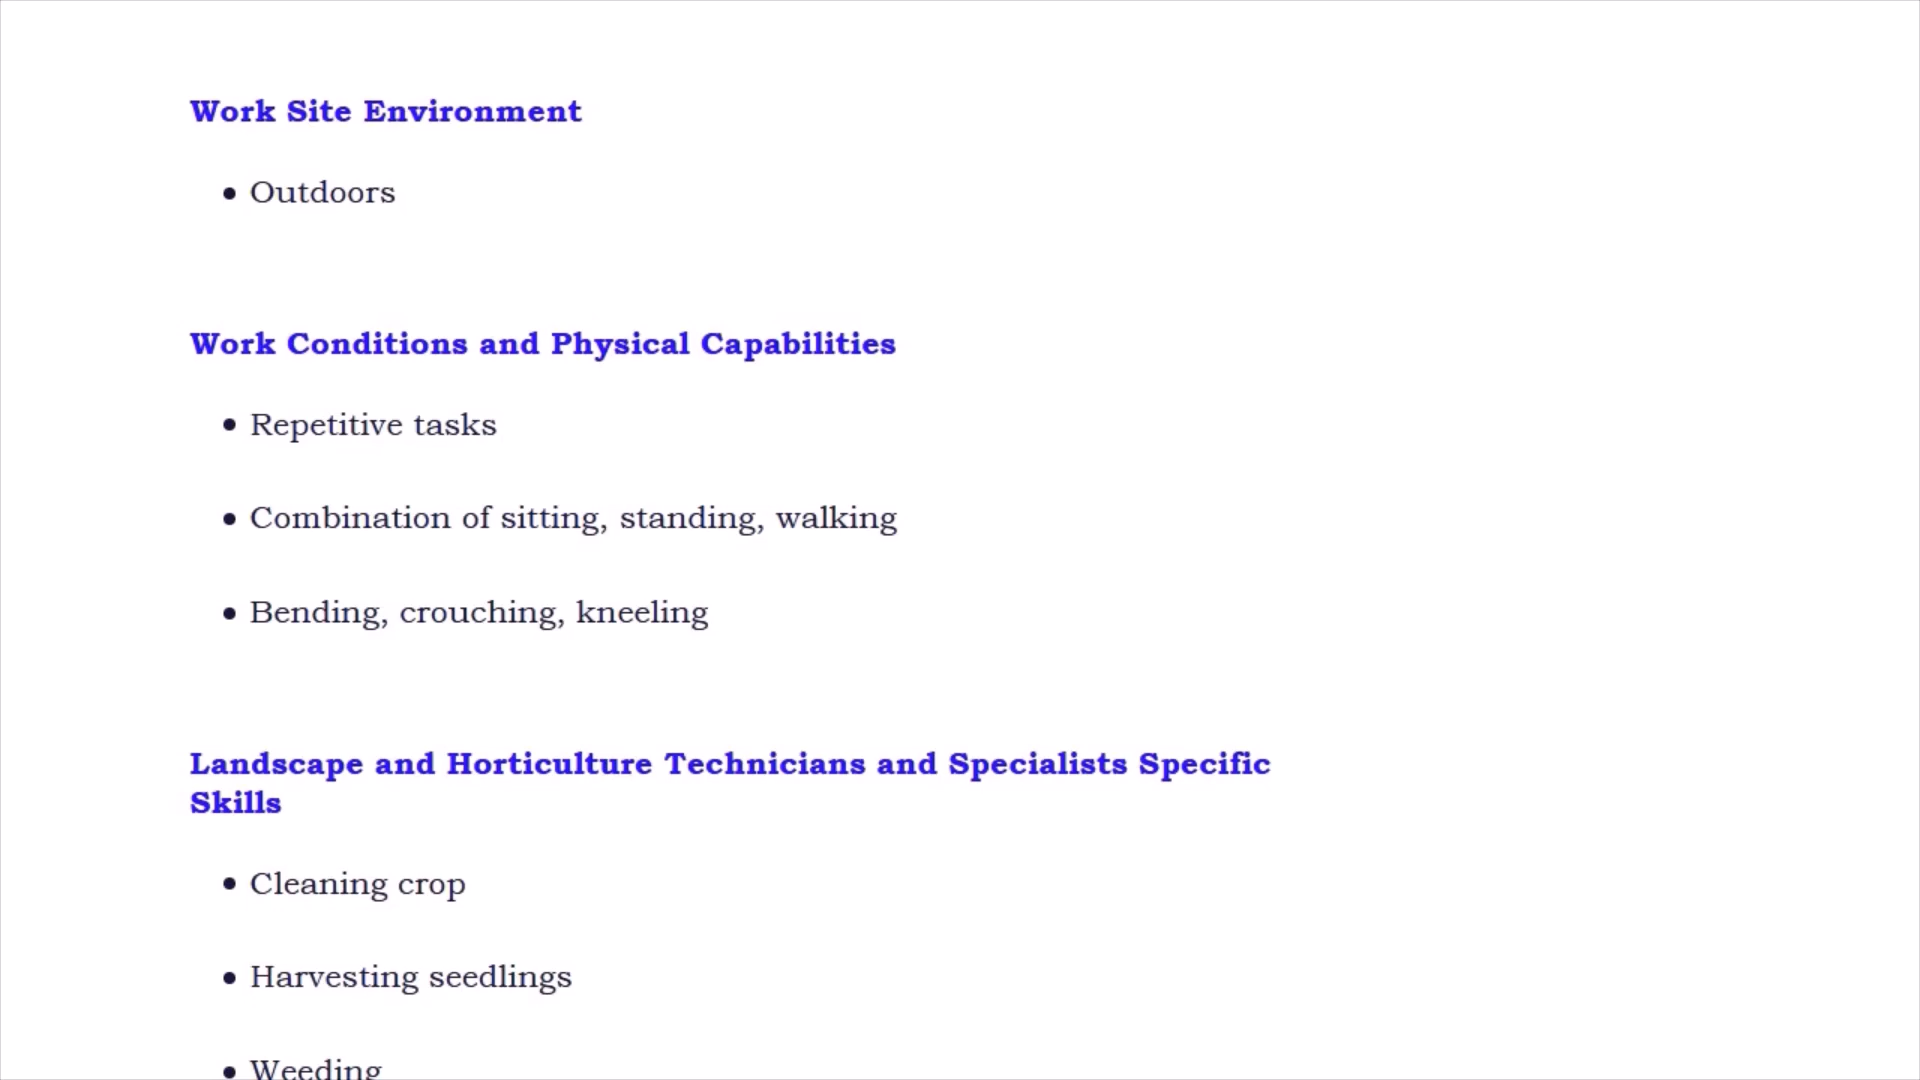 Work Site Environment
• Outdoors
Work Conditions and Physical Capabilities
• Repetitive tasks
• Combination of sitting, standing, walking
• Bending, crouching, kneeling
Landscape and Horticulture Technicians and Specialists Specific
Skills
• Cleaning crop
• Harvesting seedlings
• Weeding